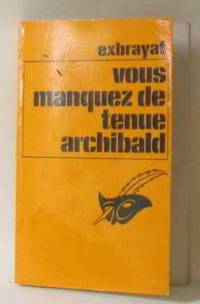 exbrayat
vous
manquez de
tenue
archibald